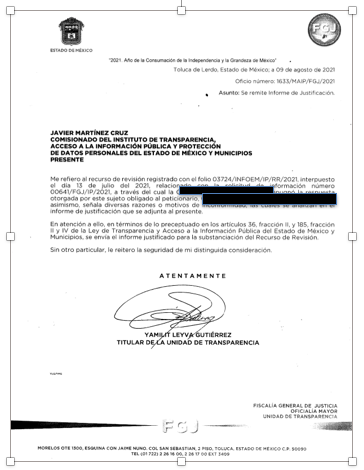 ESTADO DE MÉXICO
FGJ
"2021. Año de la Consumación de la Independencia y la Grandeza de México"
Toluca de Lerdo, Estado de México; a 09 de agosto de 2021
Oficio número: 1633/MAIP/FGJ/2021
Asunto: Se remite Informe de Justificación.
JAVIER MARTÍNEZ CRUZ
COMISIONADO DEL INSTITUTO DE TRANSPARENCIA,
ACCESO A LA INFORMACIÓN PÚBLICA Y PROTECCIÓN
DE DATOS PERSONALES DEL ESTADO DE MÉXICO Y MUNICIPIOS
PRESENTE
Me refiero al recurso de revisión registrado con el folio 03724/INFOEM/IP/RR/2021, interpuesto
el día 13 de julio del 2021, relacionado con la solicitud de información número
00641/FGJ/IP/2021, a través del cual la C impugnó la respuesta
otorgada por este sujeto obligado al peticionario,
asimismo, señala diversas razones o motivos de inconformidad, las cuales se analizan en el
informe de justificación que se adjunta al presente.
En atención a ello, en términos de lo preceptuado en los artículos 36, fracción II, y 185, fracción
II y IV de la Ley de Transparencia y Acceso a la Información Pública del Estado de México y
Municipios, se envía el informe justificado para la substanciación del Recurso de Revisión.
Sin otro particular, le reitero la seguridad de mi distinguida consideración.
A T E N T A M E N T E
YAMILIT LEYVA GUTIÉRREZ
TITULAR DE LA UNIDAD DE TRANSPARENCIA
FISCALÍA GENERAL DE JUSTICIA
OFICIALÍA MAYOR
UNIDAD DE TRANSPARENCIA
FGJ
MORELOS OTE 1300, ESQUINA CON JAIME NUNO, COL SAN SEBASTIAN, 2 PISO, TOLUCA, ESTADO DE MÉXICO C.P. 50090
TEL (01 722) 2 26 16 00, 2 26 17 00 EXT 3409